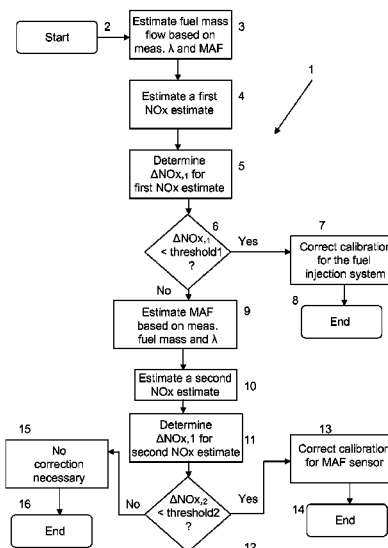 Start
2
Estimate fuel mass
flow based on
meas. λ and MAF
3
1
Estimate a first
NOx estimate
4
Determine
ΔNOx,1 for
first NOx estimate
5
6
ΔNOx,1
< threshold1
?
Yes
No
7
Correct calibration
for the fuel
injection system
8
End
Estimate MAF
based on meas.
fuel mass and λ
9
Estimate a second
NOx estimate
10
Determine
ΔNOx,1 for
second NOx estimate
11
ΔNOx,2
< threshold2
?
Yes
No
12
13
Correct calibration
for MAF sensor
14
End
15
No
correction
necessary
16
End